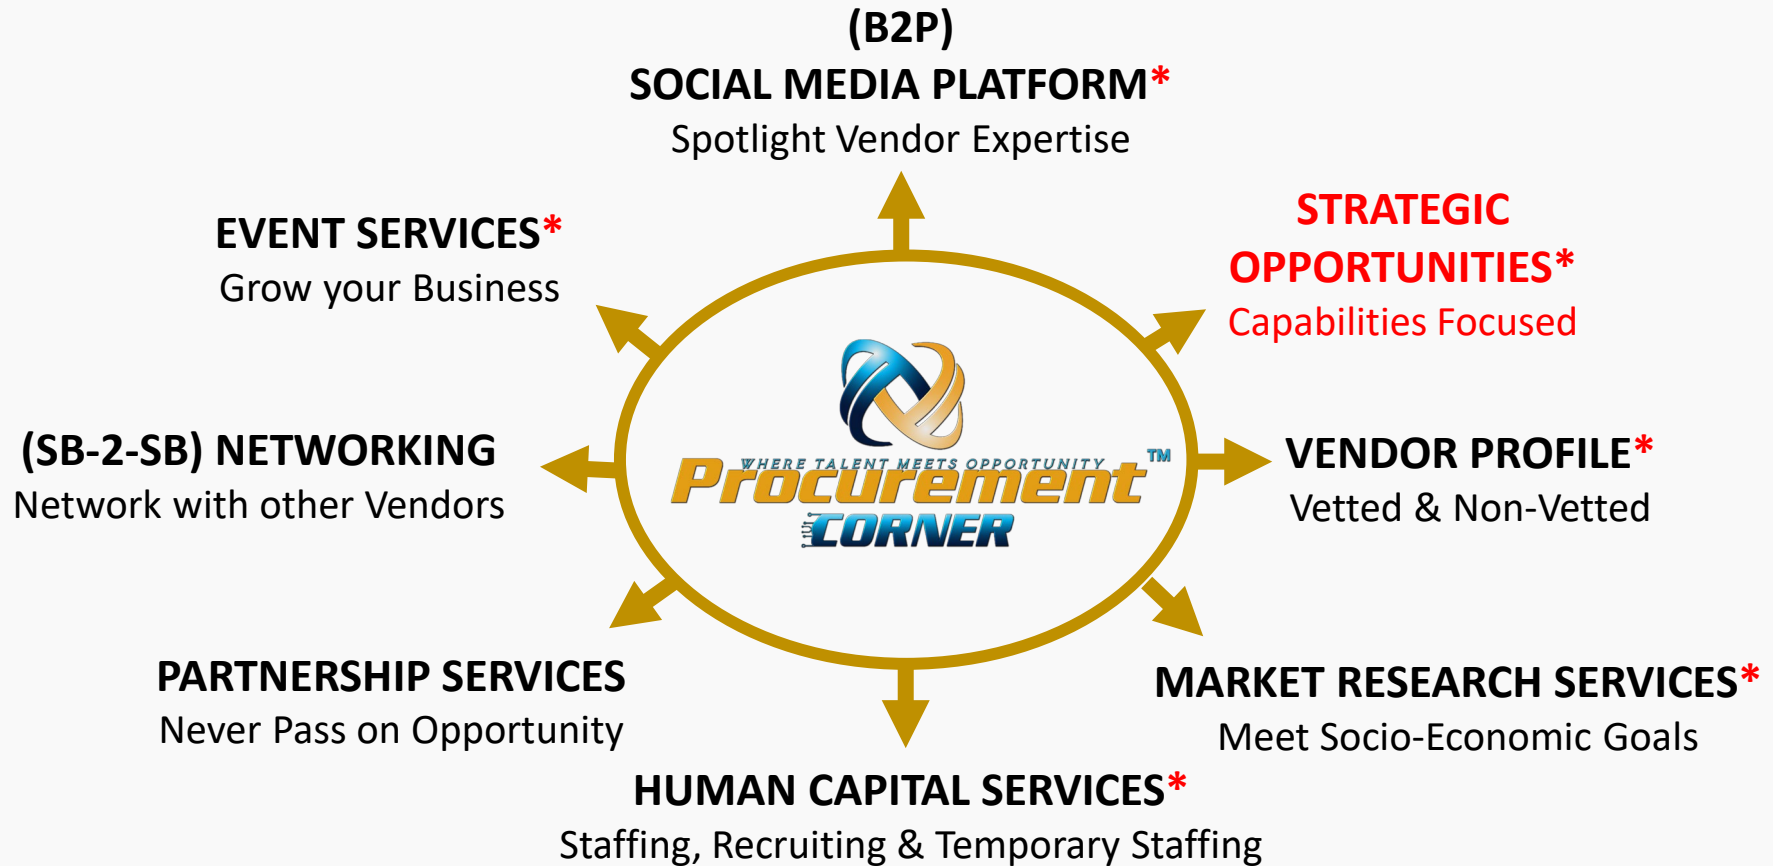 (B2P)
SOCIAL MEDIA PLATFORM*
Spotlight Vendor Expertise
STRATEGIC
OPPORTUNITIES*
Capabilities Focused
EVENT SERVICES*
Grow your Business
(SB-2-SB) NETWORKING
Network with other Vendors
WHERE TALENT MEETS OPPORTUNITY
Procurement™
CORNER
VENDOR PROFILE*
Vetted & Non-Vetted
PARTNERSHIP SERVICES
Never Pass on Opportunity
MARKET RESEARCH SERVICES*
Meet Socio-Economic Goals
HUMAN CAPITAL SERVICES*
Staffing, Recruiting & Temporary Staffing